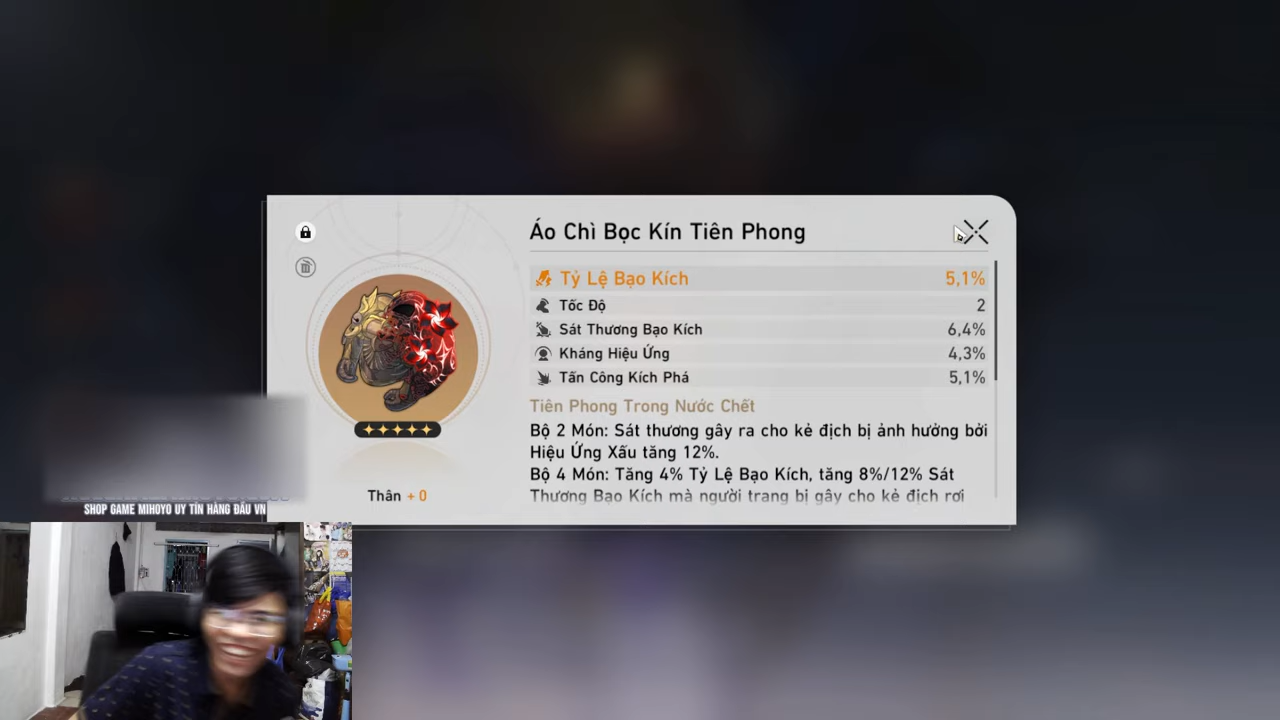 Áo Chì Bọc Kín Tiên Phong
Tỷ Lệ Bạo Kích 5,1%
Tốc Độ 2
Sát Thương Bạo Kích 6,4%
Kháng Hiệu Ứng 4,3%
Tấn Công Kích Phá 5,1%
Tiên Phong Trong Nước Chết
Bộ 2 Món: Sát thương gây ra cho kẻ địch bị ảnh hưởng bởi
Hiệu Ứng Xấu tăng 12%.
Bộ 4 Món: Tăng 4% Tỷ Lệ Bạo Kích, tăng 8%/12% Sát
Thương Bạo Kích mà người trang bị gây cho kẻ địch rơi
Thân + 0
SHOP GAME MIHOYO UY TÍN HÀNG ĐẦU VN